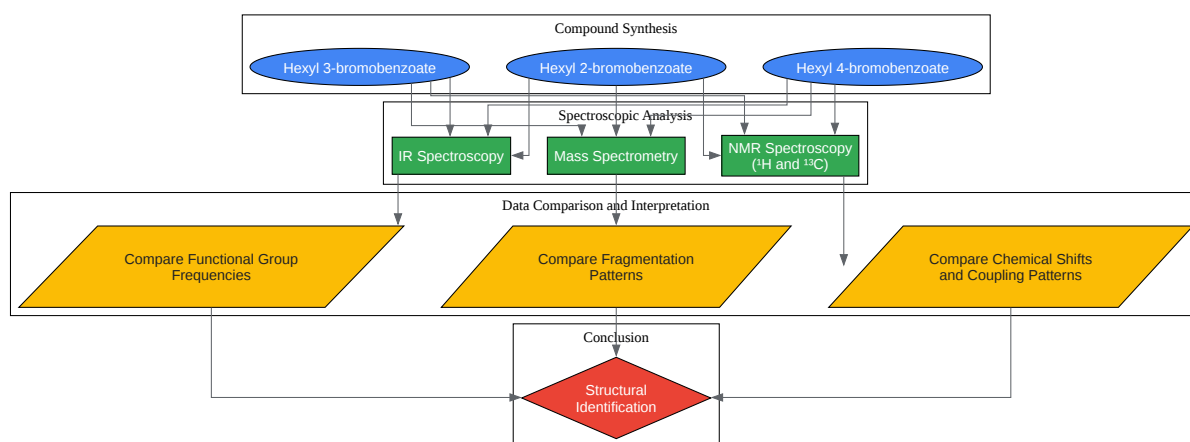 Compound Synthesis
Hexyl 3-bromobenzoate
Hexyl 2-bromobenzoate
Hexyl 4-bromobenzoate
Spectroscopic Analysis
IR Spectroscopy
Mass Spectrometry
NMR Spectroscopy
(¹H and ¹³C)
Data Comparison and Interpretation
Compare Functional Group
Frequencies
Compare Fragmentation
Patterns
Compare Chemical Shifts
and Coupling Patterns
Conclusion
Structural
Identification